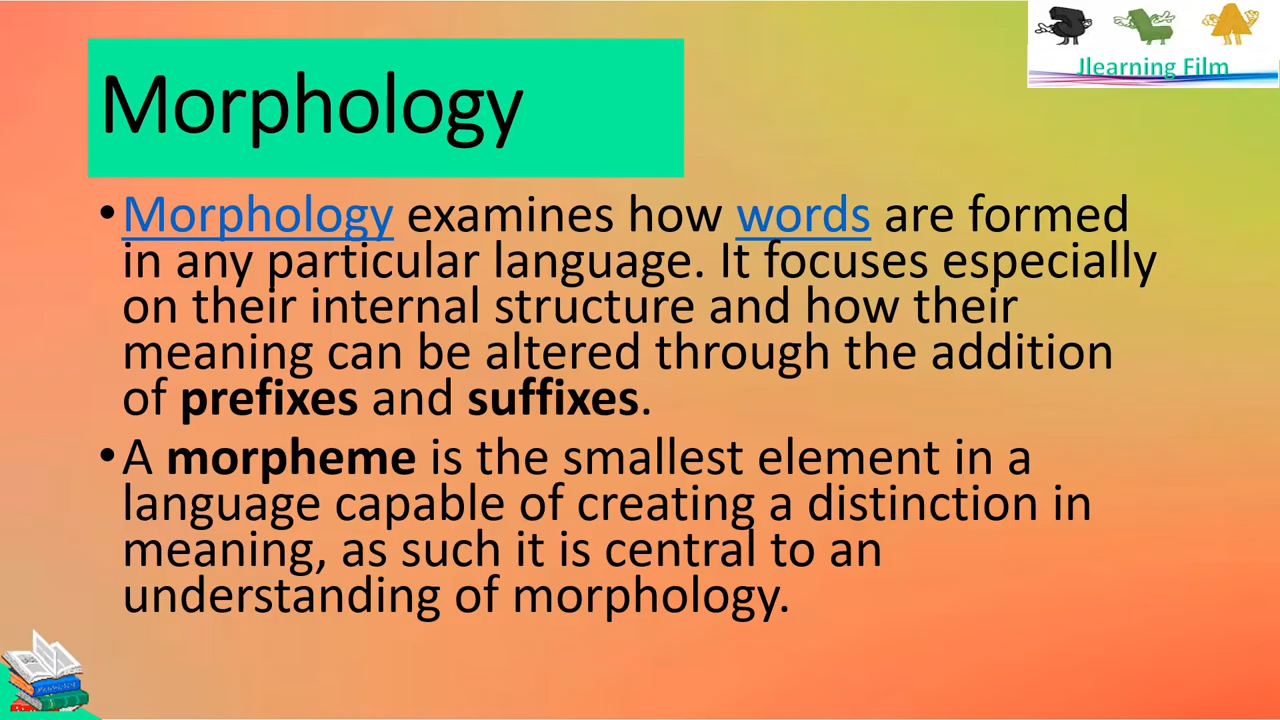 Jlearning Film
Morphology
•Morphology examines how words are formed
in any particular language. It focuses especially
on their internal structure and how their
meaning can be altered through the addition
of prefixes and suffixes.
•A morpheme is the smallest element in a
language capable of creating a distinction in
meaning, as such it is central to an
understanding of morphology.